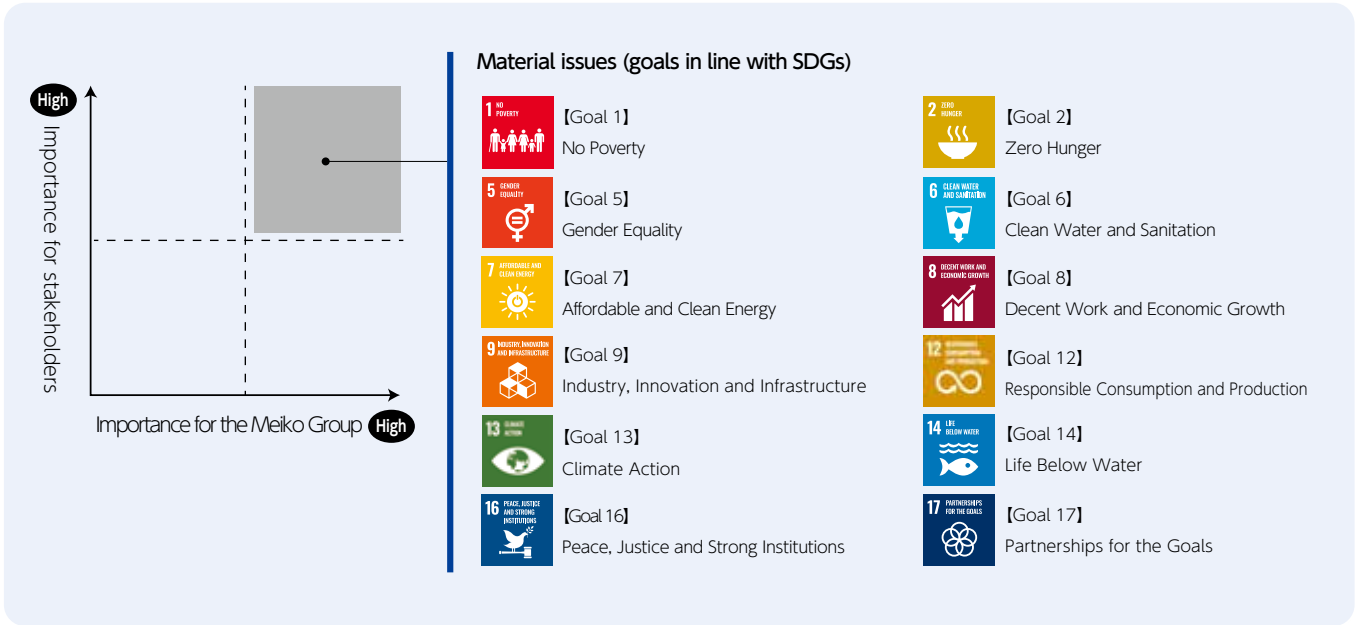 High
Importance for stakeholders
Importance for the Meiko Group High
Material issues (goals in line with SDGs)
1 NO
POVERTY
【Goal 1】
No Poverty
2 ZERO
HUNGER
【Goal 2】
Zero Hunger
5 GENDER
EQUALITY
【Goal 5】
Gender Equality
6 CLEAN WATER
AND SANITATION
【Goal 6】
Clean Water and Sanitation
7 AFFORDABLE AND
CLEAN ENERGY
【Goal 7】
Affordable and Clean Energy
8 DECENT WORK AND
ECONOMIC GROWTH
【Goal 8】
Decent Work and Economic Growth
9 INDUSTRY, INNOVATION
AND INFRASTRUCTURE
【Goal 9】
Industry, Innovation and Infrastructure
12
【Goal 12】
Responsible Consumption and Production
13 CLIMATE
ACTION
【Goal 13】
Climate Action
14 LIFE
BELOW WATER
【Goal 14】
Life Below Water
16 PEACE, JUSTICE
AND STRONG
INSTITUTIONS
【Goal 16】
Peace, Justice and Strong Institutions
17 PARTNERSHIPS
FOR THE GOALS
【Goal 17】
Partnerships for the Goals